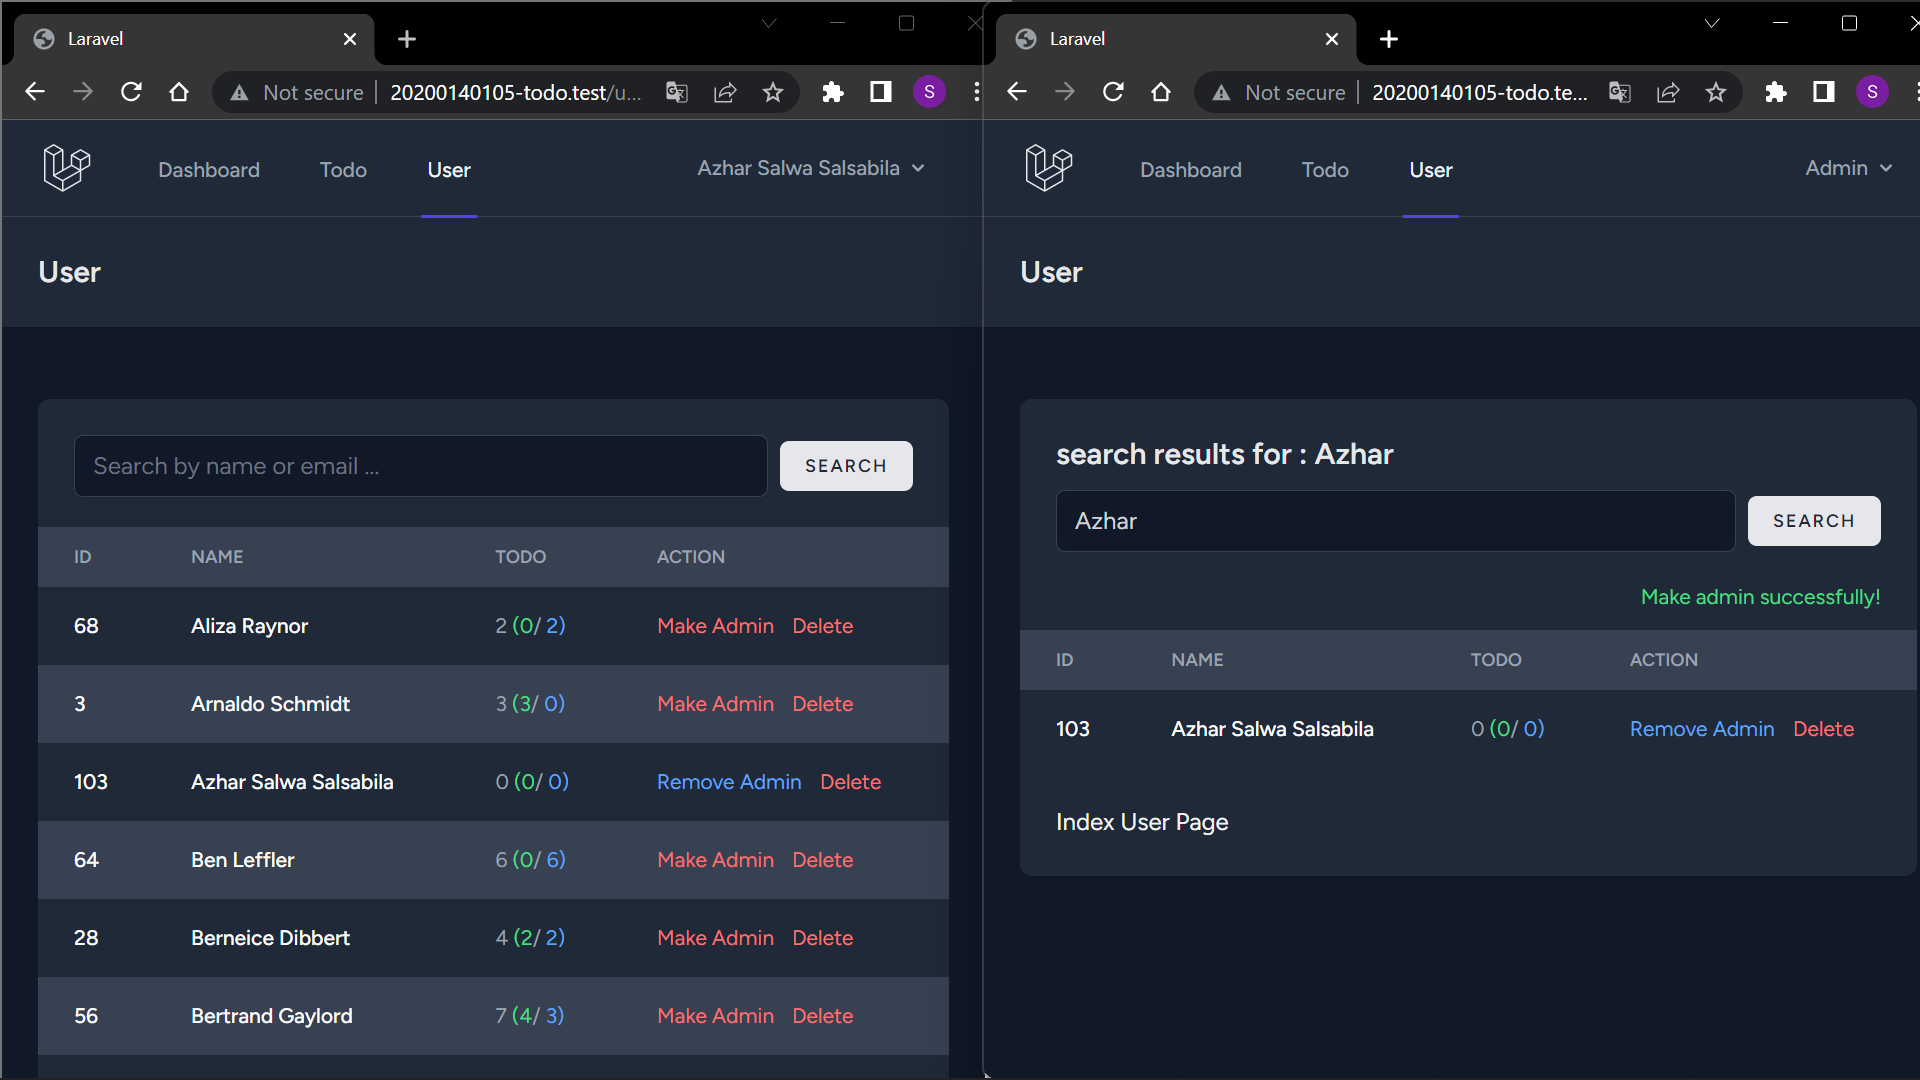 Laravel
Not secure 20200140105-todo.test/u... S
Dashboard Todo User Azhar Salwa Salsabila
User
Search by name or email ... SEARCH
ID NAME TODO ACTION
68 Aliza Raynor 2 (0/ 2) Make Admin Delete
3 Arnaldo Schmidt 3 (3/ 0) Make Admin Delete
103 Azhar Salwa Salsabila 0 (0/ 0) Remove Admin Delete
64 Ben Leffler 6 (0/ 6) Make Admin Delete
28 Berneice Dibbert 4 (2/ 2) Make Admin Delete
56 Bertrand Gaylord 7 (4/ 3) Make Admin Delete
Laravel
Not secure 20200140105-todo.te... S
Dashboard Todo User Admin
User
search results for : Azhar
Azhar SEARCH
Make admin successfully!
ID NAME TODO ACTION
103 Azhar Salwa Salsabila 0 (0/ 0) Remove Admin Delete
Index User Page